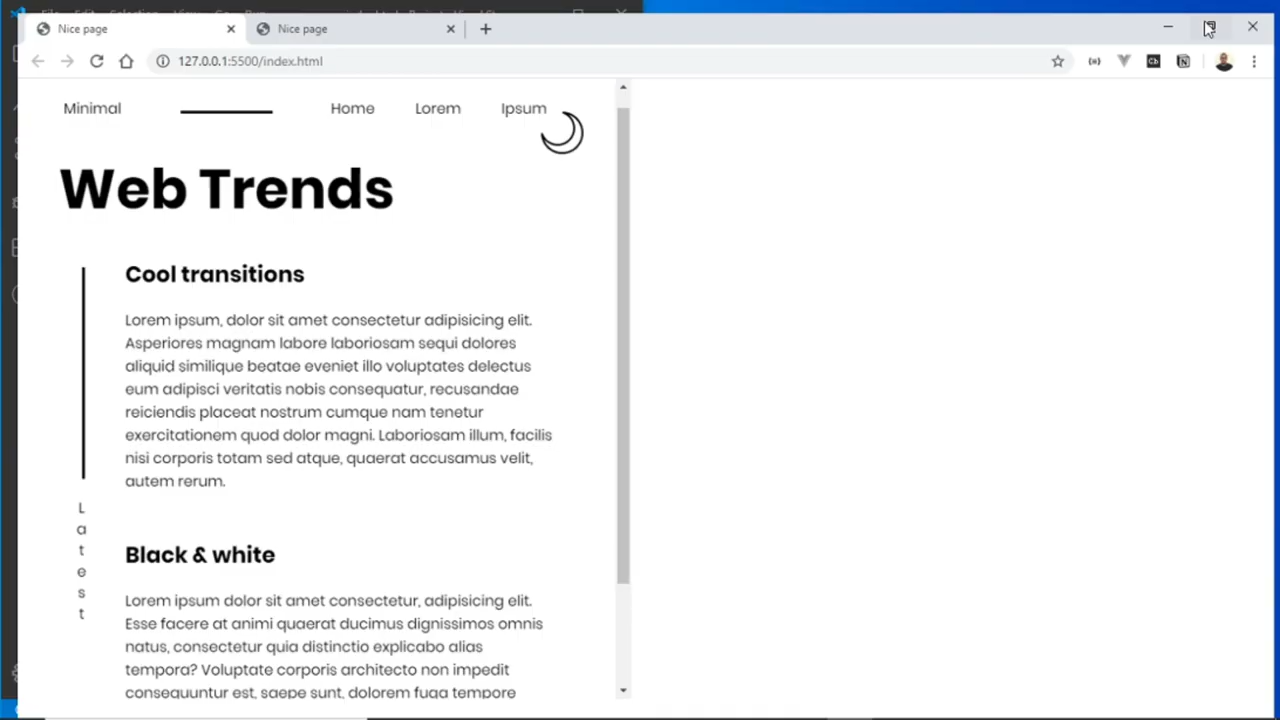 Nice page
Nice page
127.0.0.1:5500/index.html
Minimal
Home
Lorem
Ipsum
Web Trends
Cool transitions
Lorem ipsum, dolor sit amet consectetur adipisicing elit.
Asperiores magnam labore laboriosam sequi dolores
aliquid similique beatae eveniet illo voluptates delectus
eum adipisci veritatis nobis consequatur, recusandae
reiciendis placeat nostrum cumque nam tenetur
exercitationem quod dolor magni. Laboriosam illum, facilis
nisi corporis totam sed atque, quaerat accusamus velit,
autem rerum.
Latest
Black & white
Lorem ipsum dolor sit amet consectetur, adipisicing elit.
Esse facere at animi quaerat ducimus dignissimos omnis
natus, consectetur quia distinctio explicabo alias
tempora? Voluptate corporis architecto non impedit
consequuntur est, saepe sunt, dolorem fuga tempore